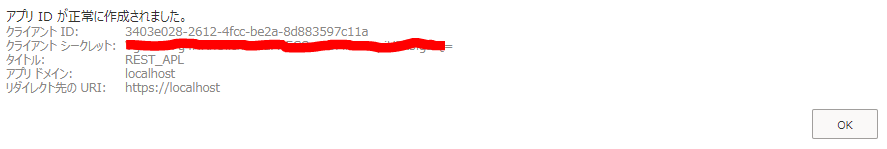 アプリ ID が正常に作成されました。
クライアント ID: 3403e028-2612-4fcc-be2a-8d883597c11a
クライアント シークレット: =
タイトル: REST_APL
アプリ ドメイン: localhost
リダイレクト先の URI: https://localhost
OK